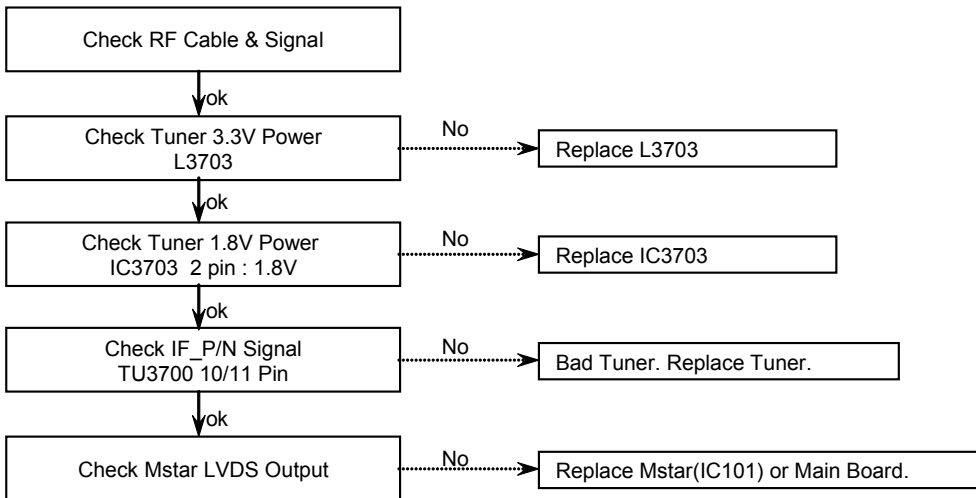 Check RF Cable & Signal
ok
Check Tuner 3.3V Power
L3703
No
Replace L3703
ok
Check Tuner 1.8V Power
IC3703 2 pin : 1.8V
No
Replace IC3703
ok
Check IF_P/N Signal
TU3700 10/11 Pin
No
Bad Tuner. Replace Tuner.
ok
Check Mstar LVDS Output
No
Replace Mstar(IC101) or Main Board.